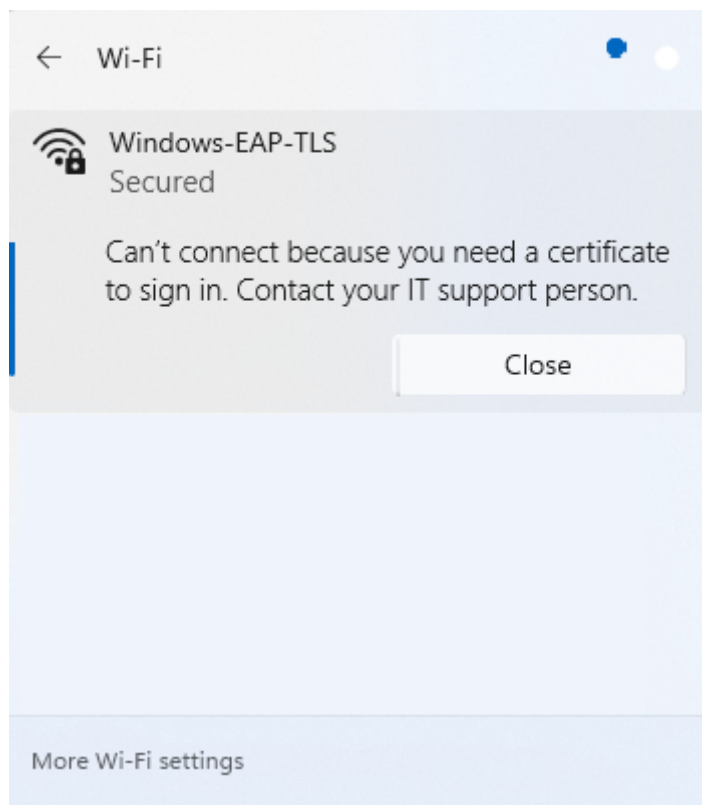 Wi-Fi
Windows-EAP-TLS
Secured
Can't connect because you need a certificate
to sign in. Contact your IT support person.
Close
More Wi-Fi settings